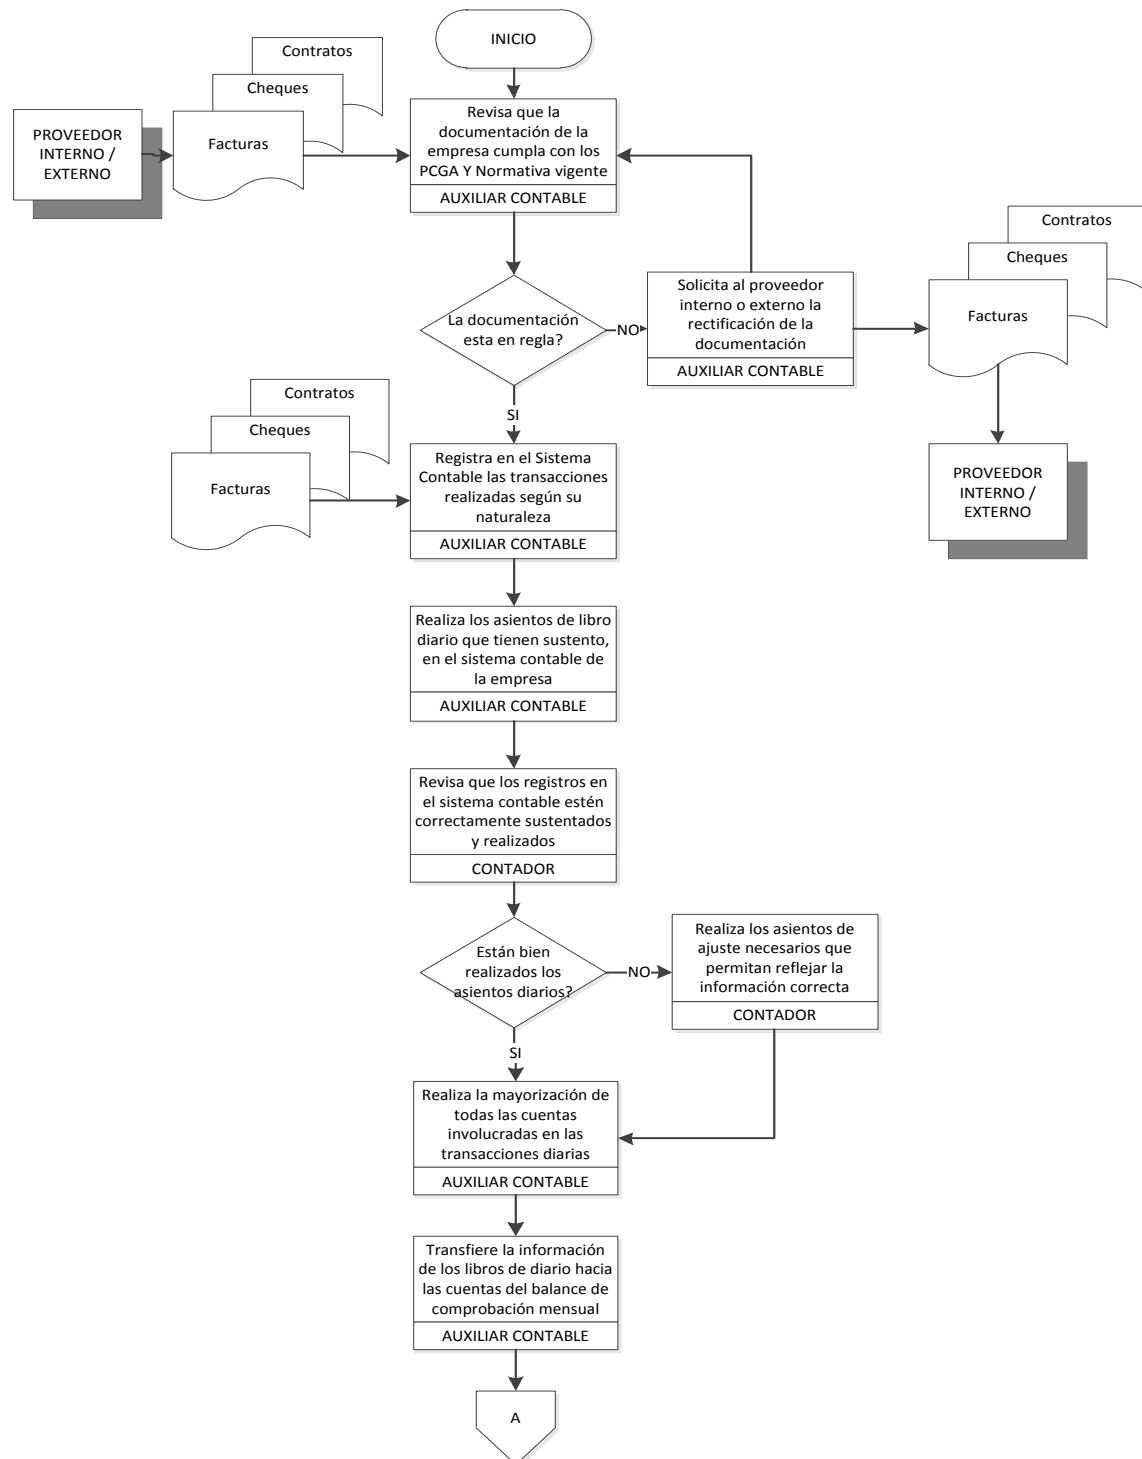 INICIO
Contratos
Cheques
Facturas
PROVEEDOR
INTERNO /
EXTERNO
Revisa que la
documentación de la
empresa cumpla con los
PCGA Y Normativa vigente
AUXILIAR CONTABLE
La documentación
esta en regla?
NO
Solicita al proveedor
interno o externo la
rectificación de la
documentación
AUXILIAR CONTABLE
Contratos
Cheques
Facturas
PROVEEDOR
INTERNO /
EXTERNO
SI
Contratos
Cheques
Facturas
Registra en el Sistema
Contable las transacciones
realizadas según su
naturaleza
AUXILIAR CONTABLE
Realiza los asientos de libro
diario que tienen sustento,
en el sistema contable de
la empresa
AUXILIAR CONTABLE
Revisa que los registros en
el sistema contable estén
correctamente sustentados
y realizados
CONTADOR
Están bien
realizados los
asientos diarios?
NO
Realiza los asientos de
ajuste necesarios que
permitan reflejar la
información correcta
CONTADOR
SI
Realiza la mayorización de
todas las cuentas
involucradas en las
transacciones diarias
AUXILIAR CONTABLE
Transfiere la información
de los libros de diario hacia
las cuentas del balance de
comprobación mensual
AUXILIAR CONTABLE
A